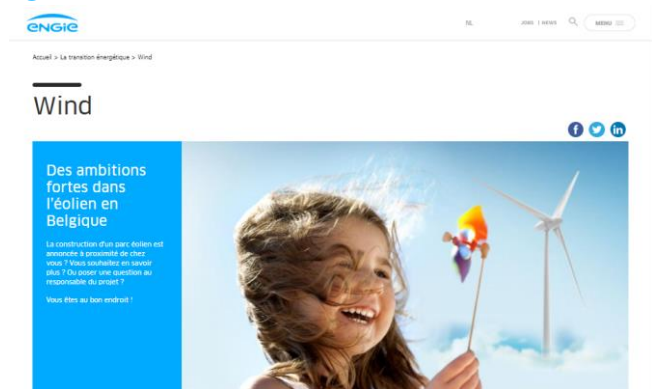 ENGIE
NL
JOBS | NEWS
MENU
Accueil > La transition énergétique > Wind
Wind
Des ambitions
fortes dans
l'éolien en
Belgique
La construction d'un parc éolien est
annoncée à proximité de chez
vous ? Vous souhaitez en savoir
plus ? Ou poser une question au
responsable du projet ?
Vous êtes au bon endroit !